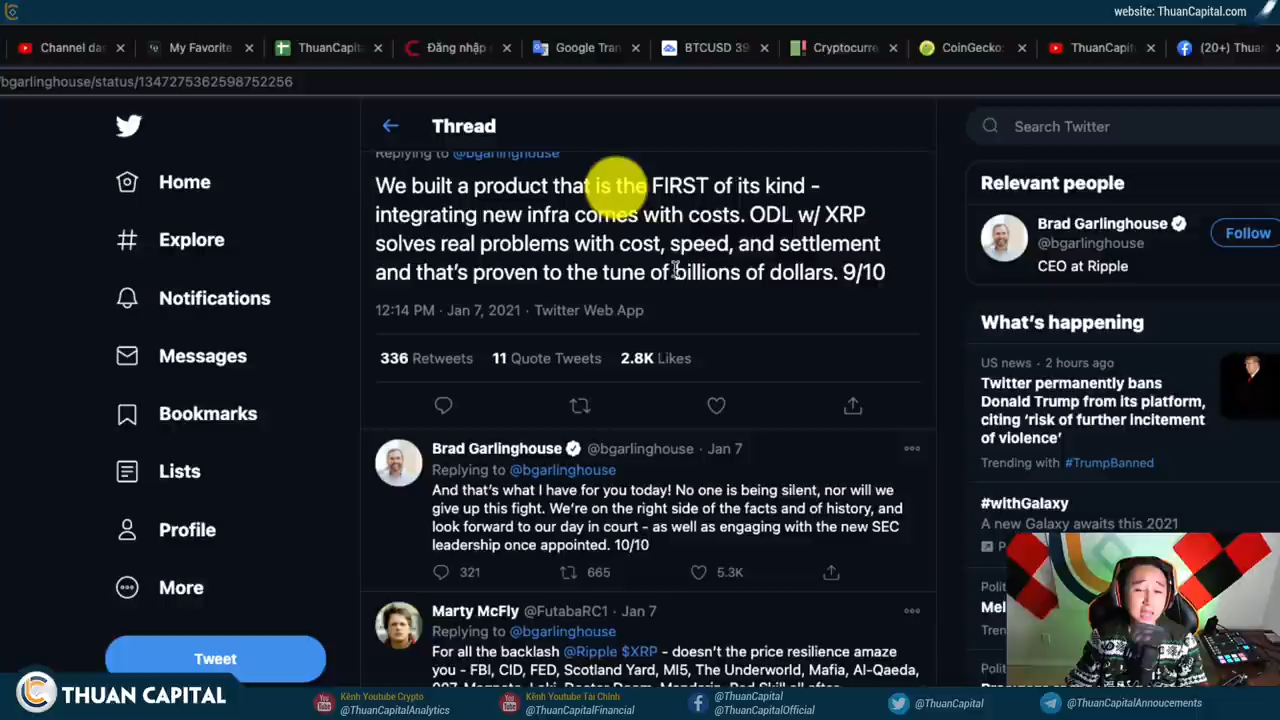 website: ThuanCapital.com
Channel das
My Favorite
ThuanCapit
Đăng nhập
Google Tran
BTCUSD 39
Cryptocurre
CoinGecko:
ThuanCapit
(20+) Thua
/bgarlinghouse/status/1347275362598752256
Thread
Search Twitter
Home
Explore
Notifications
Messages
Bookmarks
Lists
Profile
More
Tweet
Replying to @bgarlinghouse
We built a product that is the FIRST of its kind -
integrating new infra comes with costs. ODL w/ XRP
solves real problems with cost, speed, and settlement
and that's proven to the tune of billions of dollars. 9/10
12:14 PM · Jan 7, 2021 · Twitter Web App
336 Retweets 11 Quote Tweets 2.8K Likes
Brad Garlinghouse @bgarlinghouse · Jan 7
Replying to @bgarlinghouse
And that's what I have for you today! No one is being silent, nor will we
give up this fight. We're on the right side of the facts and of history, and
look forward to our day in court - as well as engaging with the new SEC
leadership once appointed. 10/10
321 665 5.3K
Marty McFly @FutabaRC1 · Jan 7
Replying to @bgarlinghouse
For all the backlash @Ripple $XRP - doesn't the price resilience amaze
you - FBI, CID, FED, Scotland Yard, MI5, The Underworld, Mafia, Al-Qaeda,
Relevant people
Brad Garlinghouse
@bgarlinghouse
Follow
CEO at Ripple
What's happening
US news · 2 hours ago
Twitter permanently bans
Donald Trump from its platform,
citing 'risk of further incitement
of violence'
Trending with #TrumpBanned
#withGalaxy
A new Galaxy awaits this 2021
P
Polit
Mel
Tren
Polit
THUAN CAPITAL
Kênh Youtube Crypto
@ThuanCapitalAnalytics
Kênh Youtube Tài Chính
@ThuanCapitalFinancial
@ThuanCapital
@ThuanCapitalOfficial
@ThuanCapital
@ThuanCapitalAnnoucements